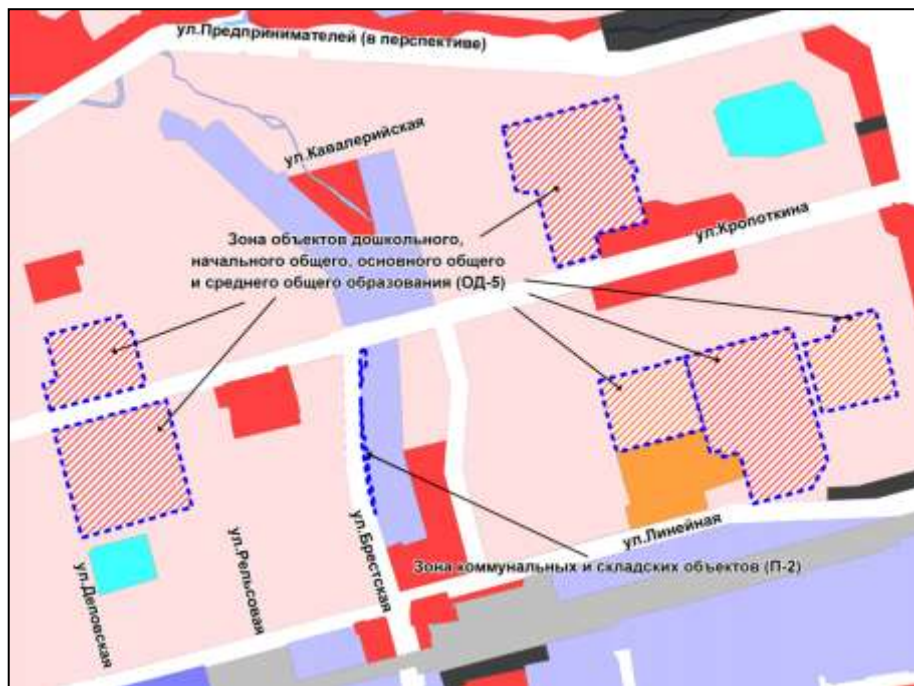 ул.Предпринимателей (в перспективе)
ул.Кавалерийская
ул.Кропоткина
Зона объектов дошкольного,
начального общего, основного общего
и среднего общего образования (ОД-5)
ул.Линейная
Зона коммунальных и складских объектов (П-2)
ул.Брестская
ул.Рельсовая
ул.Деповская